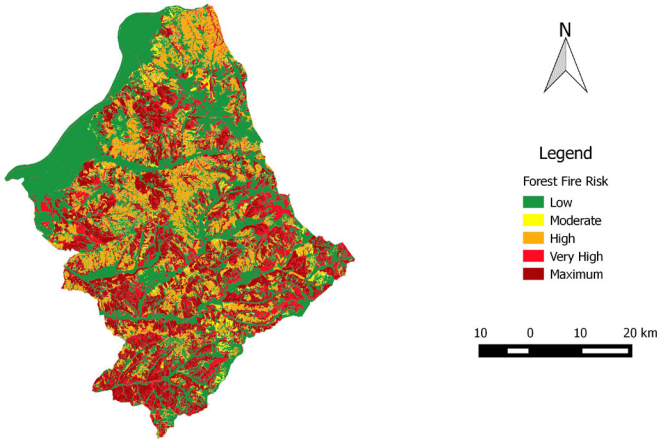 N
Legend
Forest Fire Risk
Low
Moderate
High
Very High
Maximum
10 0 10 20 km